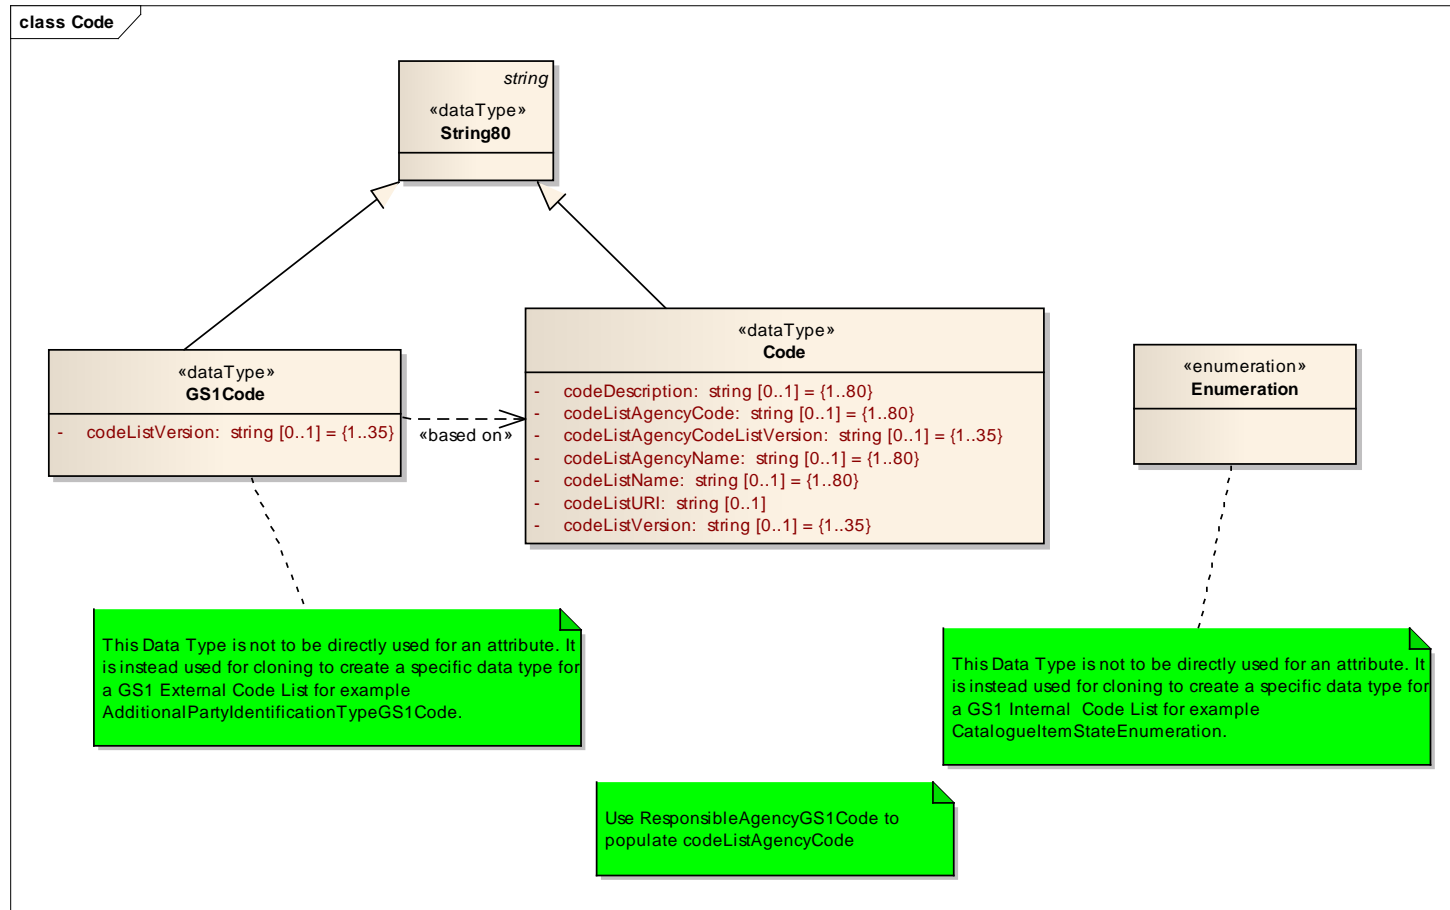 class Code
string
«dataType»
String80
«dataType»
GS1Code
- codeListVersion: string [0..1] = {1..35}
«based on»
«dataType»
Code
- codeDescription: string [0..1] = {1..80}
- codeListAgencyCode: string [0..1] = {1..80}
- codeListAgencyCodeListVersion: string [0..1] = {1..35}
- codeListAgencyName: string [0..1] = {1..80}
- codeListName: string [0..1] = {1..80}
- codeListURI: string [0..1]
- codeListVersion: string [0..1] = {1..35}
«enumeration»
Enumeration
This Data Type is not to be directly used for an attribute. It
is instead used for cloning to create a specific data type for
a GS1 External Code List for example
AdditionalPartyIdentificationTypeGS1Code.
This Data Type is not to be directly used for an attribute. It
is instead used for cloning to create a specific data type for
a GS1 Internal Code List for example
CatalogueItemStateEnumeration.
Use ResponsibleAgencyGS1Code to
populate codeListAgencyCode